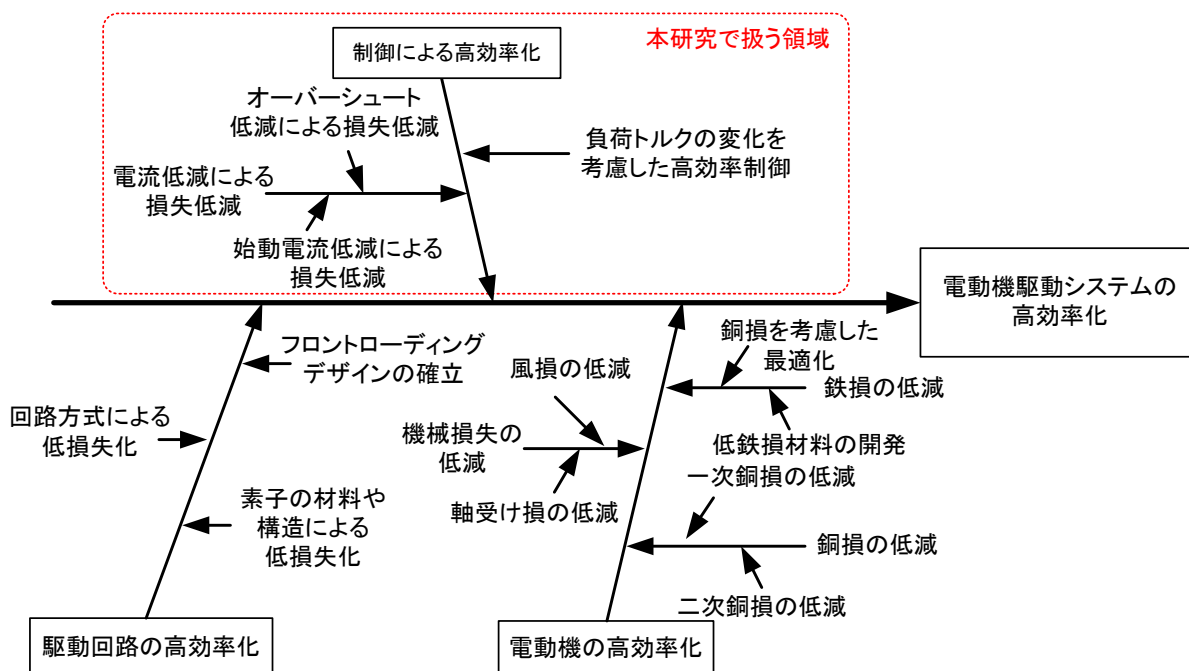 本研究で扱う領域
制御による高効率化
オーバーシュート
低減による損失低減
負荷トルクの変化を
考慮した高効率制御
電流低減による
損失低減
始動電流低減による
損失低減
電動機駆動システムの
高効率化
フロントローディング
デザインの確立
回路方式による
低損失化
素子の材料や
構造による
低損失化
駆動回路の高効率化
銅損を考慮した
最適化
風損の低減
鉄損の低減
機械損失の
低減
低鉄損材料の開発
一次銅損の低減
軸受け損の低減
銅損の低減
二次銅損の低減
電動機の高効率化